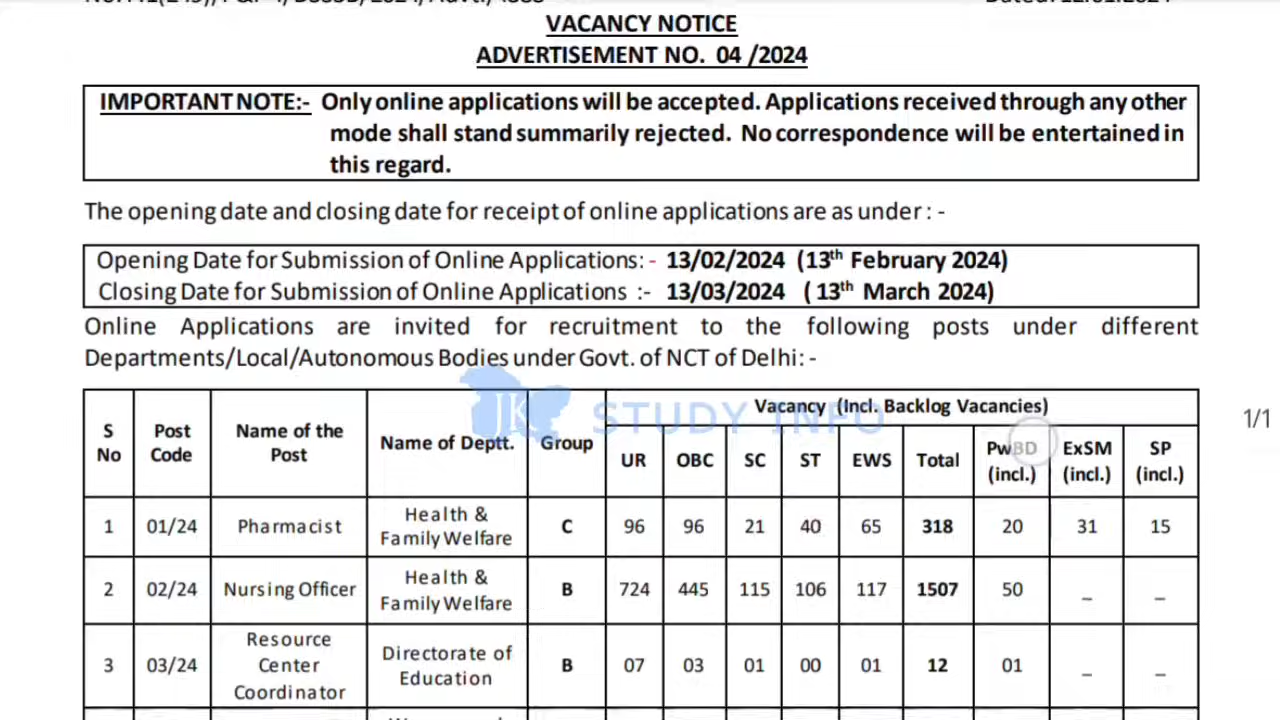 VACANCY NOTICE
ADVERTISEMENT NO. 04 /2024
IMPORTANT NOTE:- Only online applications will be accepted. Applications received through any other
mode shall stand summarily rejected. No correspondence will be entertained in
this regard.
The opening date and closing date for receipt of online applications are as under : -
Opening Date for Submission of Online Applications: - 13/02/2024 (13th February 2024)
Closing Date for Submission of Online Applications :- 13/03/2024 ( 13th March 2024)
Online Applications are invited for recruitment to the following posts under different
Departments/Local/Autonomous Bodies under Govt. of NCT of Delhi: -
JK STUDY INFO
1/1
S No Post Code Name of the Post Name of Deptt. Group Vacancy (Incl. Backlog Vacancies)
UR OBC SC ST EWS Total PwBD (incl.) ExSM (incl.) SP (incl.)
1 01/24 Pharmacist Health & Family Welfare C 96 96 21 40 65 318 20 31 15
2 02/24 Nursing Officer Health & Family Welfare B 724 445 115 106 117 1507 50 _ _
3 03/24 Resource Center Coordinator Directorate of Education B 07 03 01 00 01 12 01 _ _